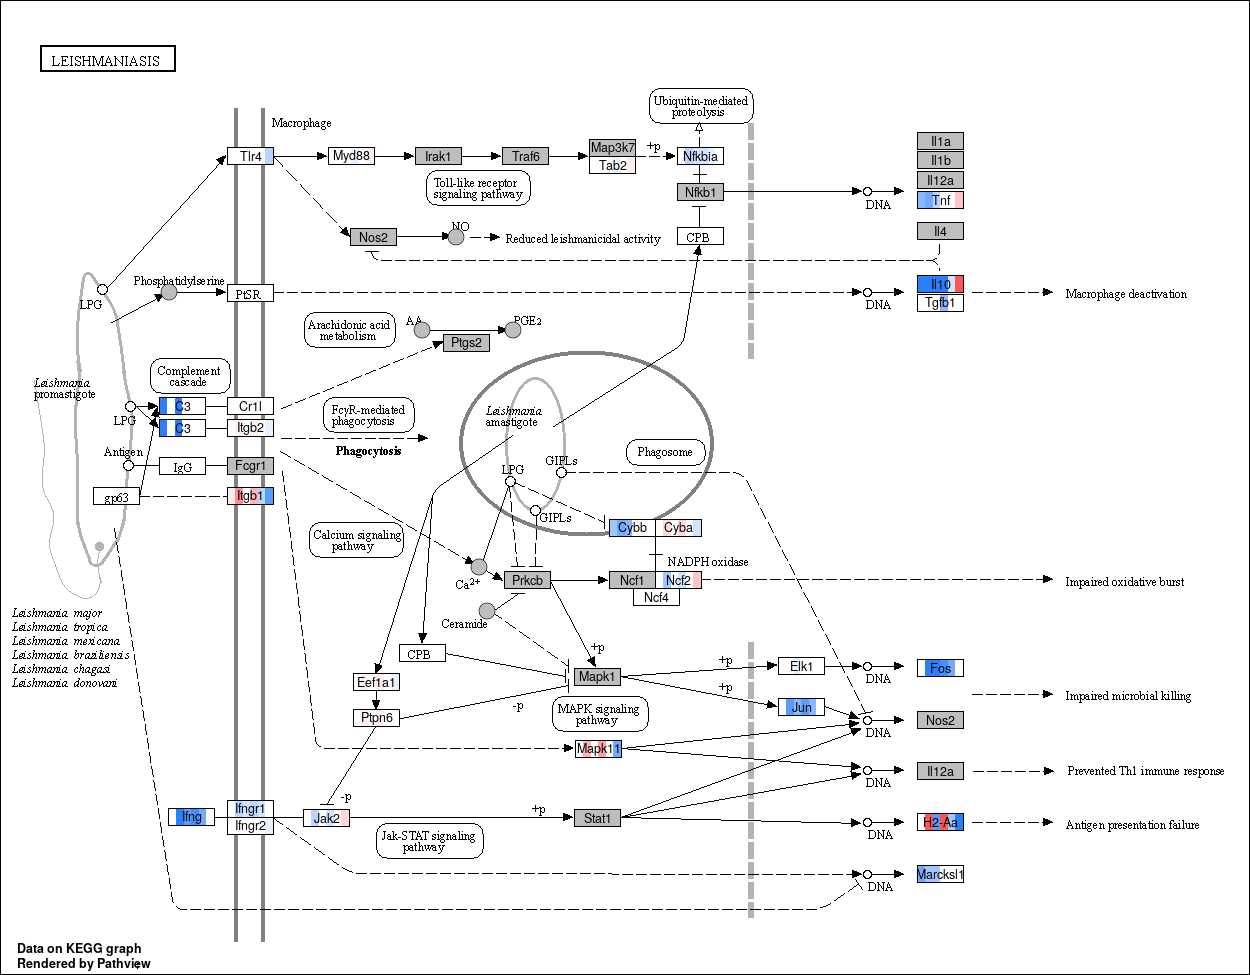 LEISHMANIASIS
Macrophage
Ubiquitin-mediated
proteolysis
Tlr4
Myd88
Irak1
Traf6
Map3k7
Tab2
+p
Nfkbia
Il1a
Il1b
Il12a
Tnf
Toll-like receptor
signaling pathway
Nfkb1
DNA
Nos2
NO
Reduced leishmanicidal activity
CPB
Il4
LPG
Phosphatidylserine
PtSR
DNA
Il10
Tgfb1
Macrophage deactivation
Arachidonic acid
metabolism
AA
PGE2
Ptgs2
Leishmania
promastigote
Complement
cascade
LPG
C3
Cr1l
C3
Itgb2
FcγR-mediated
phagocytosis
Phagocytosis
Leishmania
amastigote
Phagosome
Antigen
IgG
Fcgr1
gp63
Itgb1
LPG
GIPLs
GIPLs
Calcium signaling
pathway
Cybb
Cyba
NADPH oxidase
Ca2+
Prkcb
Ncf1
Ncf2
Ncf4
Impaired oxidative burst
Ceramide
Leishmania major
Leishmania tropica
Leishmania mexicana
Leishmania braziliensis
Leishmania chagasi
Leishmania donovani
CPB
+p
Mapk1
+p
Elk1
DNA
Fos
Eef1a1
Ptpn6
-p
MAPK signaling
pathway
+p
Jun
Impaired microbial killing
DNA
Nos2
Mapk11
DNA
Il12a
Prevented Th1 immune response
-p
Ifng
Ifngr1
Ifngr2
Jak2
+p
Stat1
DNA
H2-Aa
Antigen presentation failure
Jak-STAT signaling
pathway
DNA
Marcksl1
Data on KEGG graph
Rendered by Pathview